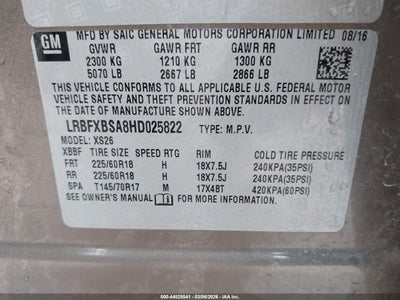 GM
MFD BY SAIC GENERAL MOTORS CORPORATION LIMITED 08/16
GVWR GAWR FRT GAWR RR
2300 KG 1210 KG 1300 KG
5070 LB 2667 LB 2866 LB
THIS VEHICLE CONFORMS TO ALL APPLICABLE
U.S. FEDERAL MOTOR VEHICLE SAFETY, BUMPER,
AND THEFT PREVENTION STANDARDS IN EFFECT ON
THE DATE OF MANUFACTURE SHOWN ABOVE.
LRBFXBSA8HD025822 TYPE: M.P.V.
MODEL: XS26
XBBF TIRE SIZE SPEED RTG RIM COLD TIRE PRESSURE
FRT 225/60R18 H 18X7.5J 240KPA(35PSI)
RR 225/60R18 H 18X7.5J 240KPA(35PSI)
SPA T145/70R17 M 17X4BT 420KPA(60PSI)
SEE OWNER'S MANUAL FOR ADDITIONAL INFORMATION.
000-44628541 - 03/06/2026 - IAA, Inc.